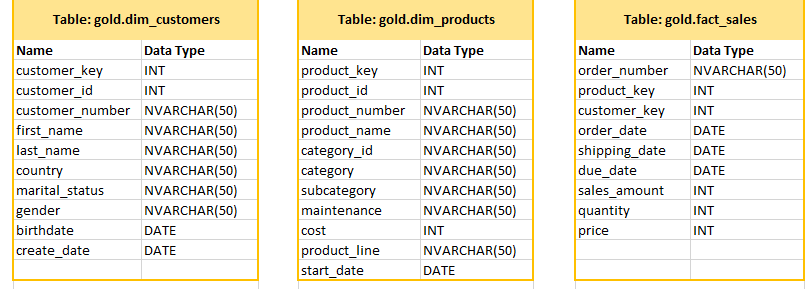 Table: gold.dim_customers
Name Data Type
customer_key INT
customer_id INT
customer_number NVARCHAR(50)
first_name NVARCHAR(50)
last_name NVARCHAR(50)
country NVARCHAR(50)
marital_status NVARCHAR(50)
gender NVARCHAR(50)
birthdate DATE
create_date DATE
Table: gold.dim_products
Name Data Type
product_key INT
product_id INT
product_number NVARCHAR(50)
product_name NVARCHAR(50)
category_id NVARCHAR(50)
category NVARCHAR(50)
subcategory NVARCHAR(50)
maintenance NVARCHAR(50)
cost INT
product_line NVARCHAR(50)
start_date DATE
Table: gold.fact_sales
Name Data Type
order_number NVARCHAR(50)
product_key INT
customer_key INT
order_date DATE
shipping_date DATE
due_date DATE
sales_amount INT
quantity INT
price INT